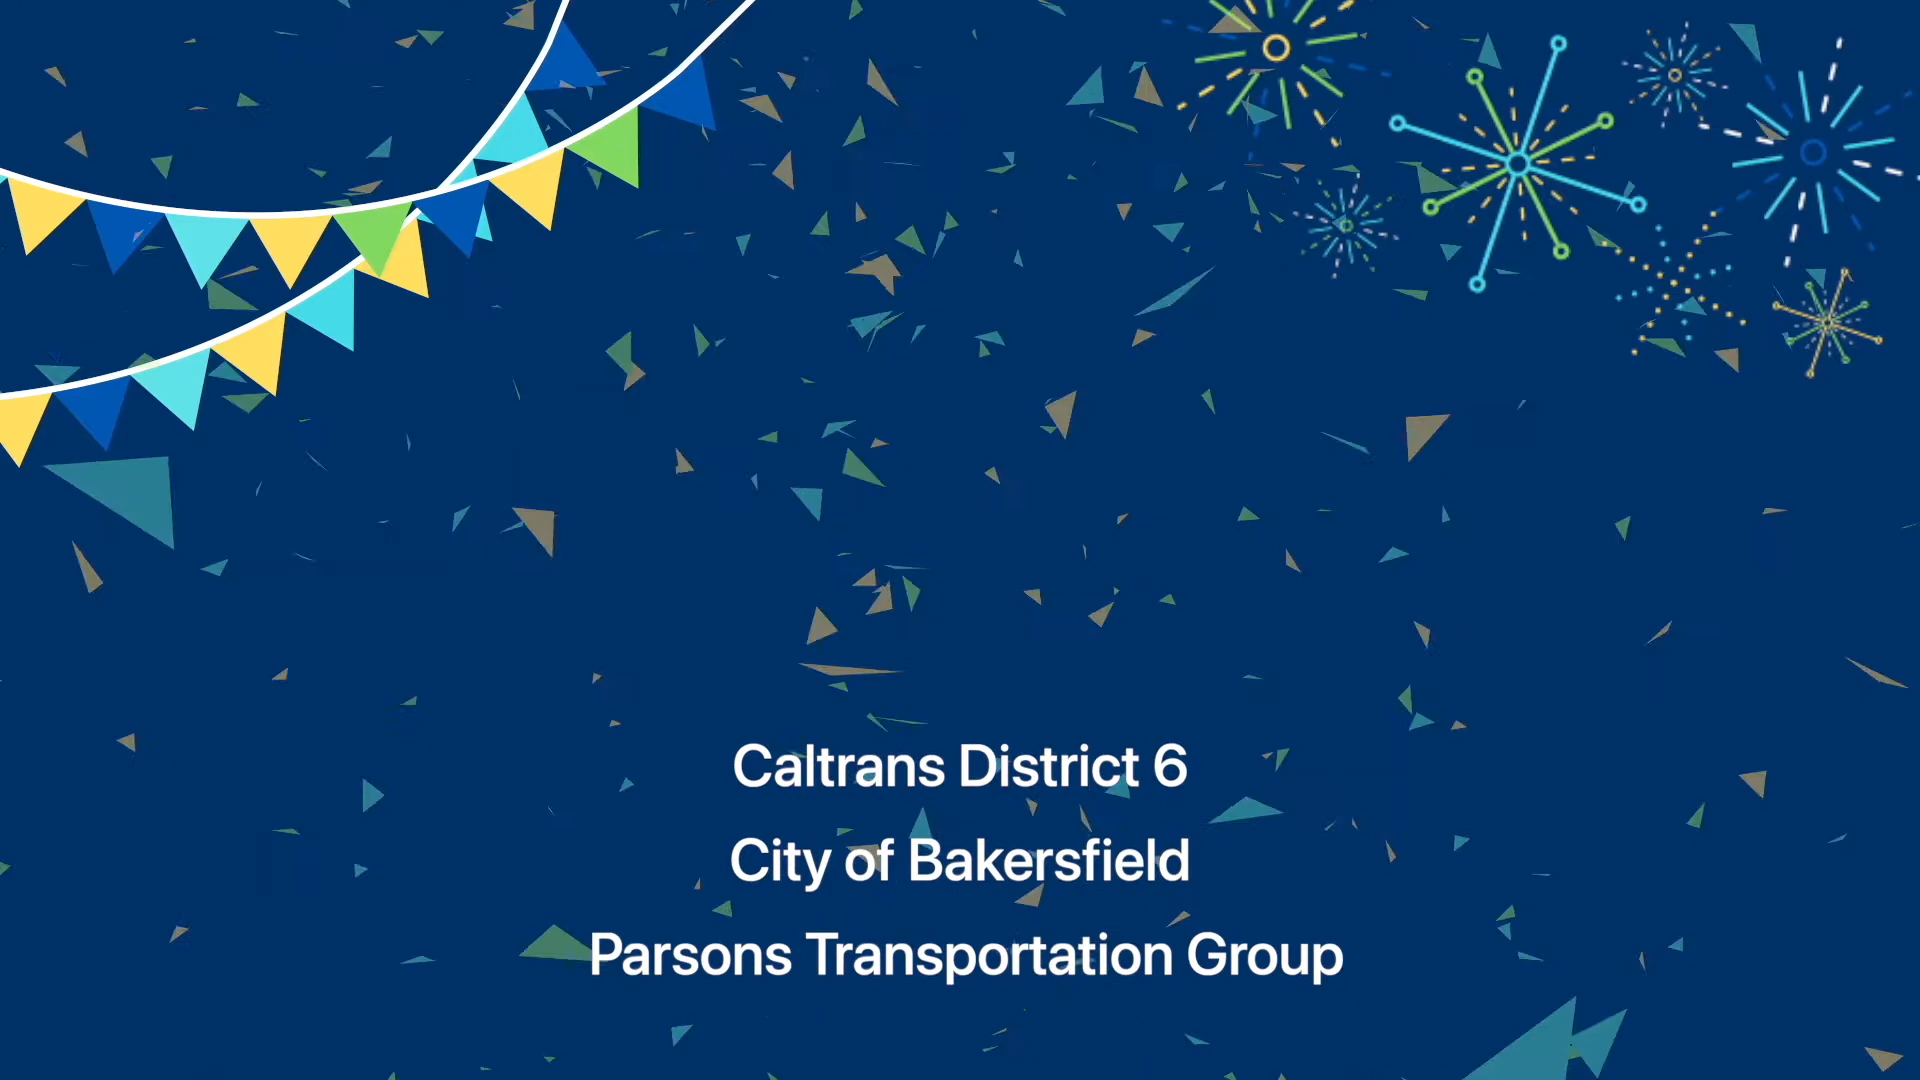 Caltrans District 6
City of Bakersfield
Parsons Transportation Group